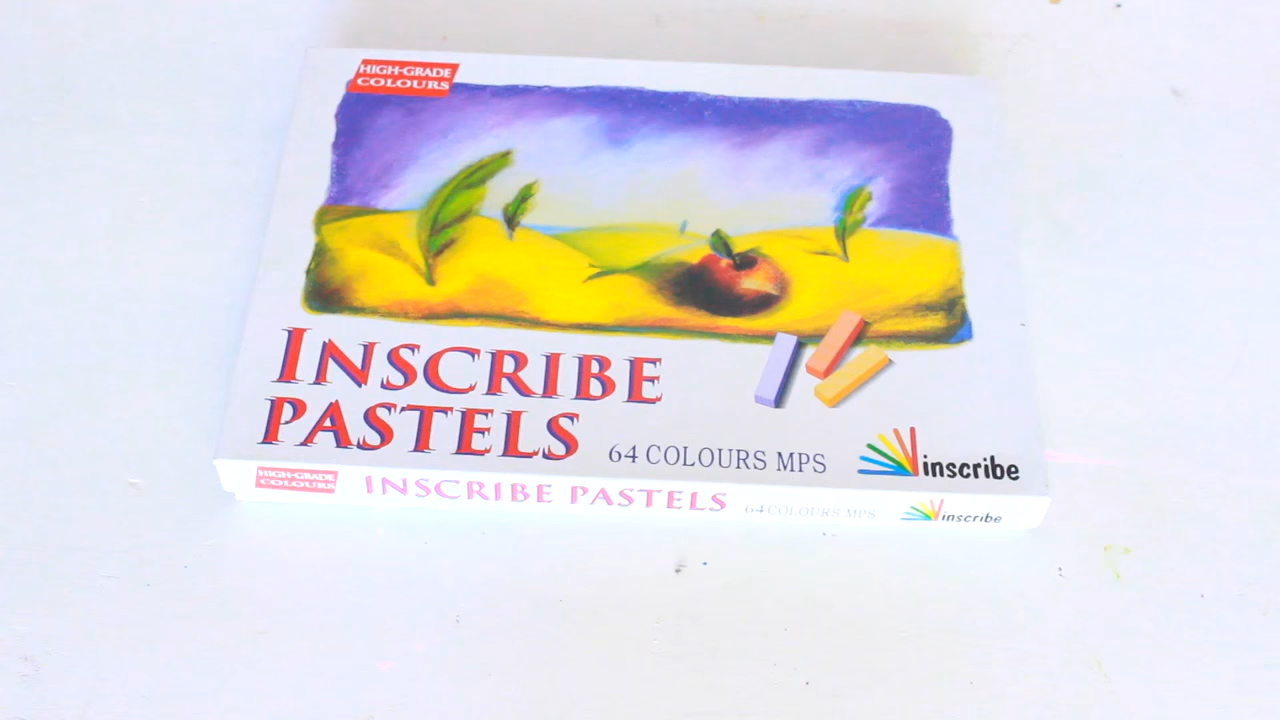 HIGH-GRADE
COLOURS
INSCRIBE
PASTELS
64 COLOURS MPS
inscribe
HIGH-GRADE
COLOURS
INSCRIBE PASTELS
64 COLOURS MPS
inscribe